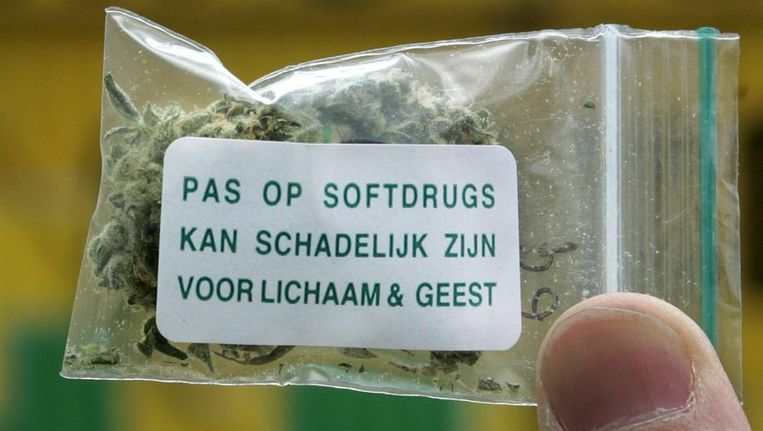 PAS OP SOFTDRUGS
KAN SCHADELIJK ZIJN
VOOR LICHAAM & GEEST